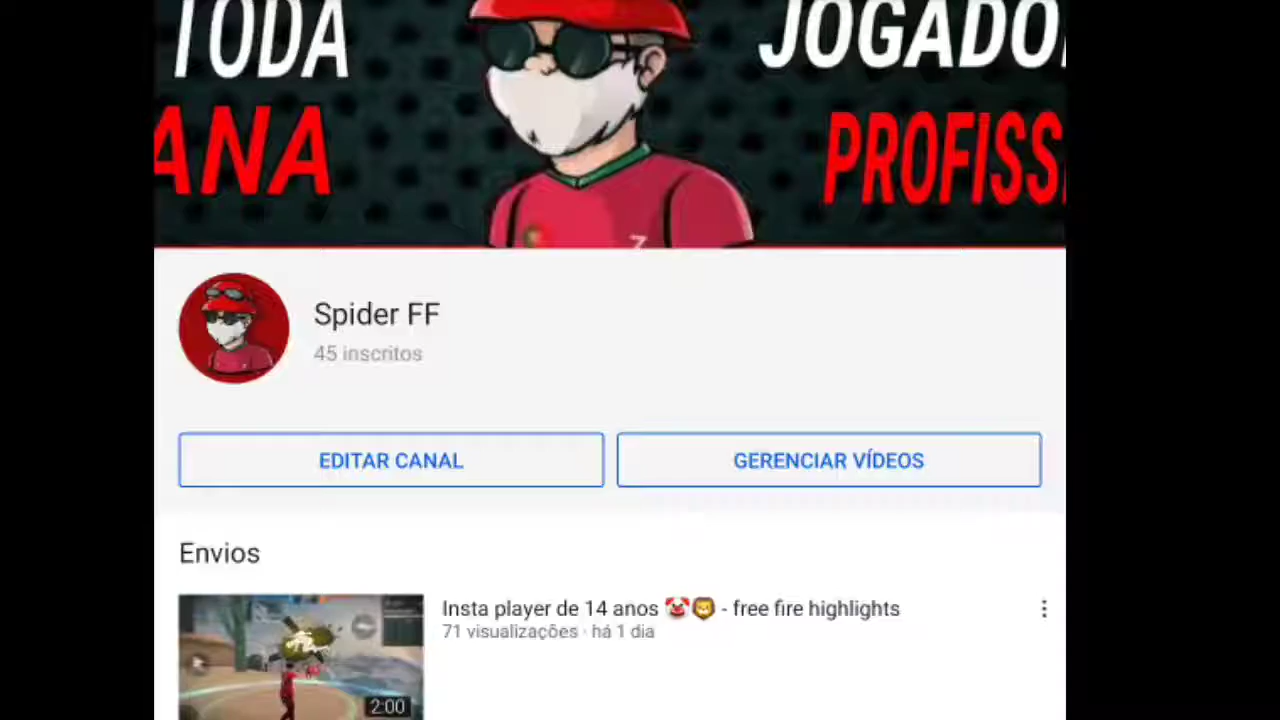 TODA
ANA
JOGADO
PROFISS
Spider FF
45 inscritos
EDITAR CANAL
GERENCIAR VÍDEOS
Envios
Insta player de 14 anos 🤡🦁 - free fire highlights
71 visualizações · há 1 dia
2:00
7